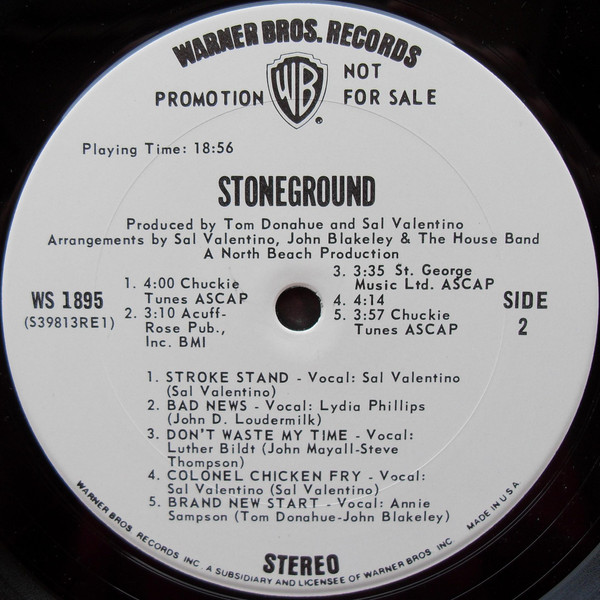 WARNER BROS. RECORDS
WB
®
PROMOTION
NOT
FOR SALE
Playing Time: 18:56
STONEGROUND
Produced by Tom Donahue and Sal Valentino
Arrangements by Sal Valentino, John Blakeley & The House Band
A North Beach Production
WS 1895
(S39813RE1)
1. 4:00 Chuckie
Tunes ASCAP
2. 3:10 Acuff-
Rose Pub.,
Inc. BMI
3. 3:35 St. George
Music Ltd. ASCAP
4. 4:14
5. 3:57 Chuckie
Tunes ASCAP
SIDE
2
1. STROKE STAND - Vocal: Sal Valentino
(Sal Valentino)
2. BAD NEWS - Vocal: Lydia Phillips
(John D. Loudermilk)
3. DON'T WASTE MY TIME - Vocal:
Luther Bildt (John Mayall-Steve
Thompson)
4. COLONEL CHICKEN FRY - Vocal:
Sal Valentino (Sal Valentino)
5. BRAND NEW START - Vocal: Annie
Sampson (Tom Donahue-John Blakeley)
STEREO
WARNER BROS. RECORDS INC. A SUBSIDIARY AND LICENSEE OF WARNER BROS. INC. MADE IN U.S.A.